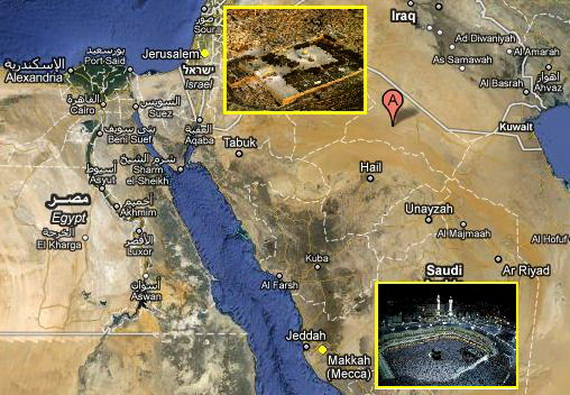 Iraq
صور
Sour
Ad Diwaniyah
Al Amarah
As Samawah
الإسكندرية
Alexandria
بورسعيد
Port Said
Jerusalem
ישראל
Israel
اهواز
Ahvaz
Al Basrah
القاهرة
Cairo
السويس
Suez
A
Kuwait
بنى سويف
Beni Suef
العقبة
Aqaba
Tabuk
شرم الشيخ
Sharm
el-Sheikh
Hail
أسيوط
Asyut
أخميم
Akhmim
مصر
Egypt
Unayzah
Al Majmaah
الخرجة
El Kharga
الأقصر
Luxor
Al Hofuf
Kuba
Ar Riyad
Saudi
Al Farsh
أسوان
Aswan
Jeddah
Makkah
(Mecca)